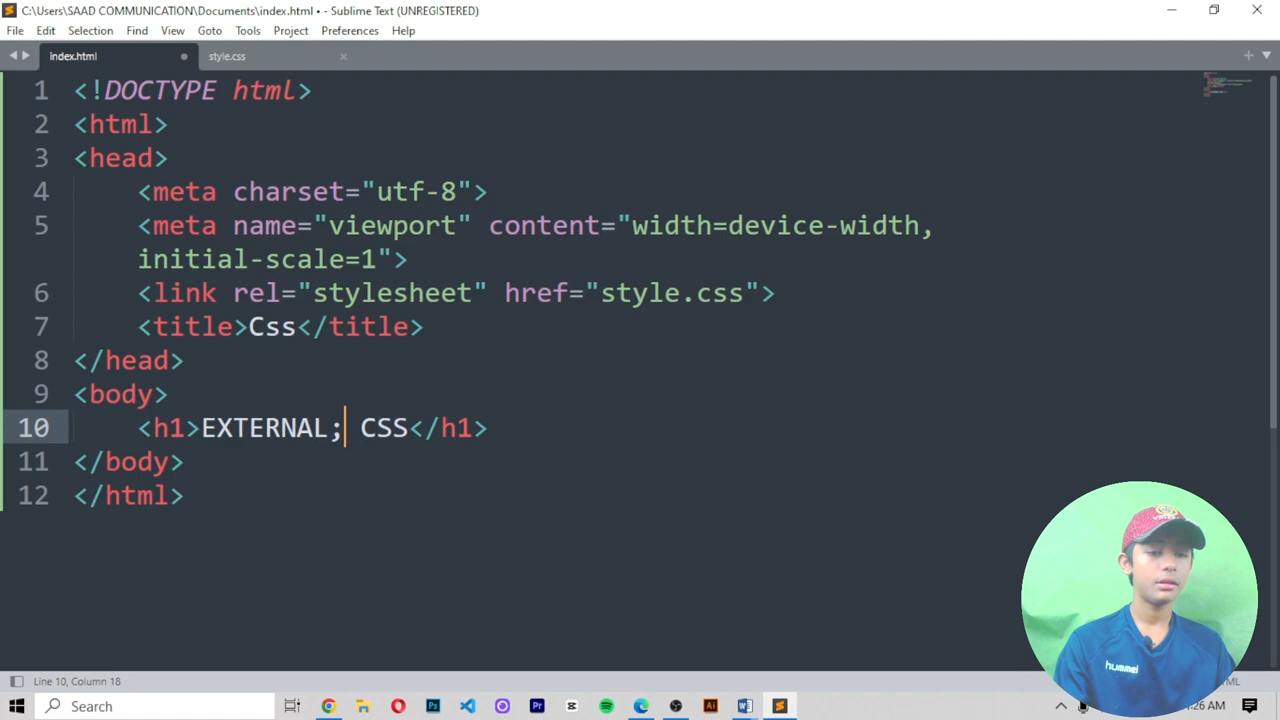 C:\Users\SAAD COMMUNICATION\Documents\index.html • - Sublime Text (UNREGISTERED)
File Edit Selection Find View Goto Tools Project Preferences Help
index.html style.css
1 <!DOCTYPE html>
2 <html>
3 <head>
4 <meta charset="utf-8">
5 <meta name="viewport" content="width=device-width,
initial-scale=1">
6 <link rel="stylesheet" href="style.css">
7 <title>Css</title>
8 </head>
9 <body>
10 <h1>EXTERNAL; CSS</h1>
11 </body>
12 </html>
hummel
Line 10, Column 18
Search